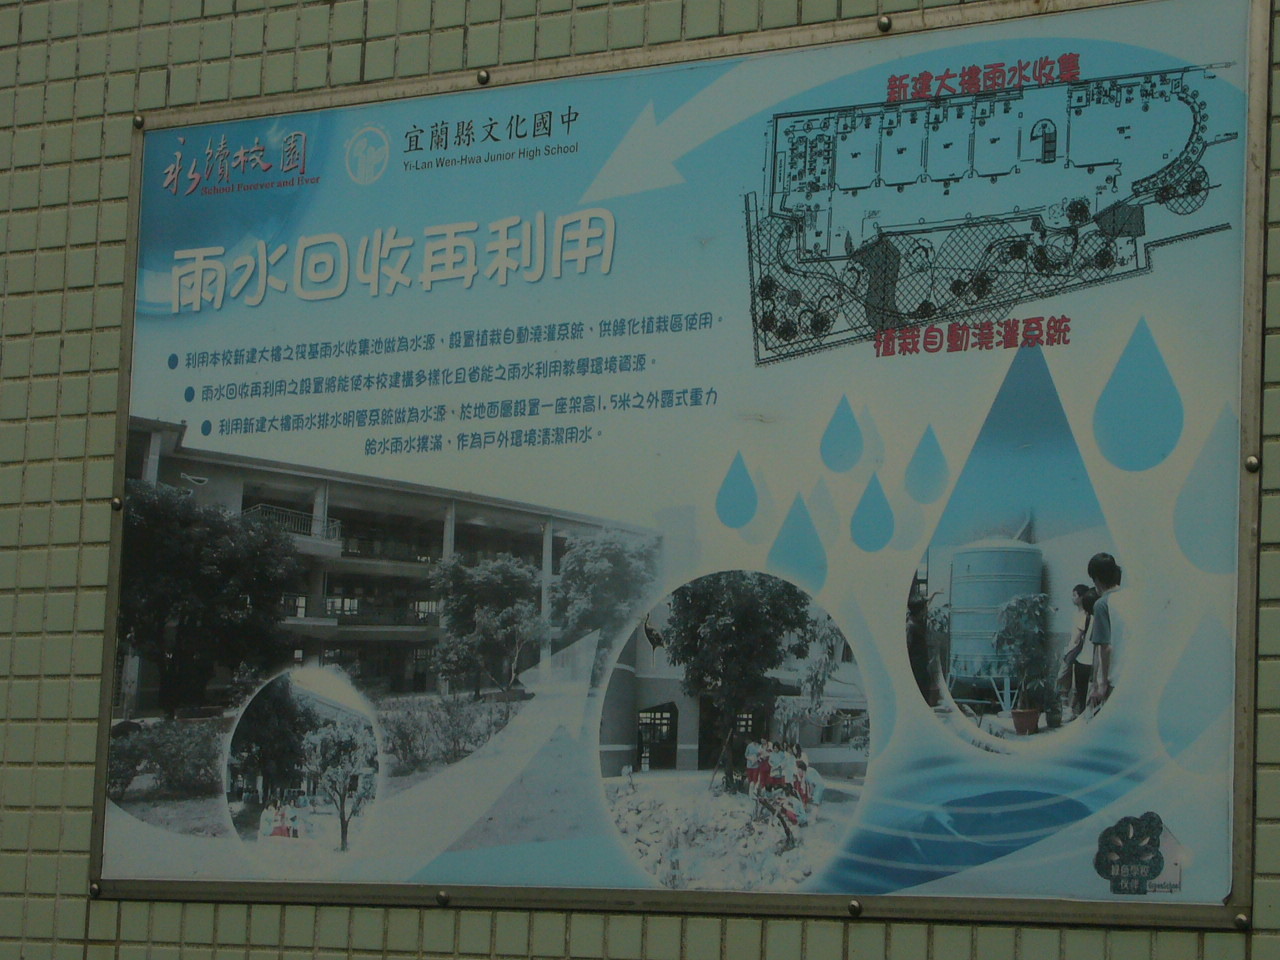 永續校園
School Forever and Ever
宜蘭縣文化國中
Yi-Lan Wen-Hwa Junior High School
新建大樓雨水收集
雨水回收再利用
植栽自動澆灌系統
●利用本校新建大樓之筏基雨水收集池做為水源，設置植栽自動澆灌系統、供綠化植栽區使用。
●雨水回收再利用之設置將能使本校建構多樣化且省能之雨水利用教學環境資源。
●利用新建大樓雨水排水明管系統做為水源，於地面層設置一座架高1.5米之外露式重力
給水雨水撲滿，作為戶外環境清潔用水。
綠色學校
夥伴